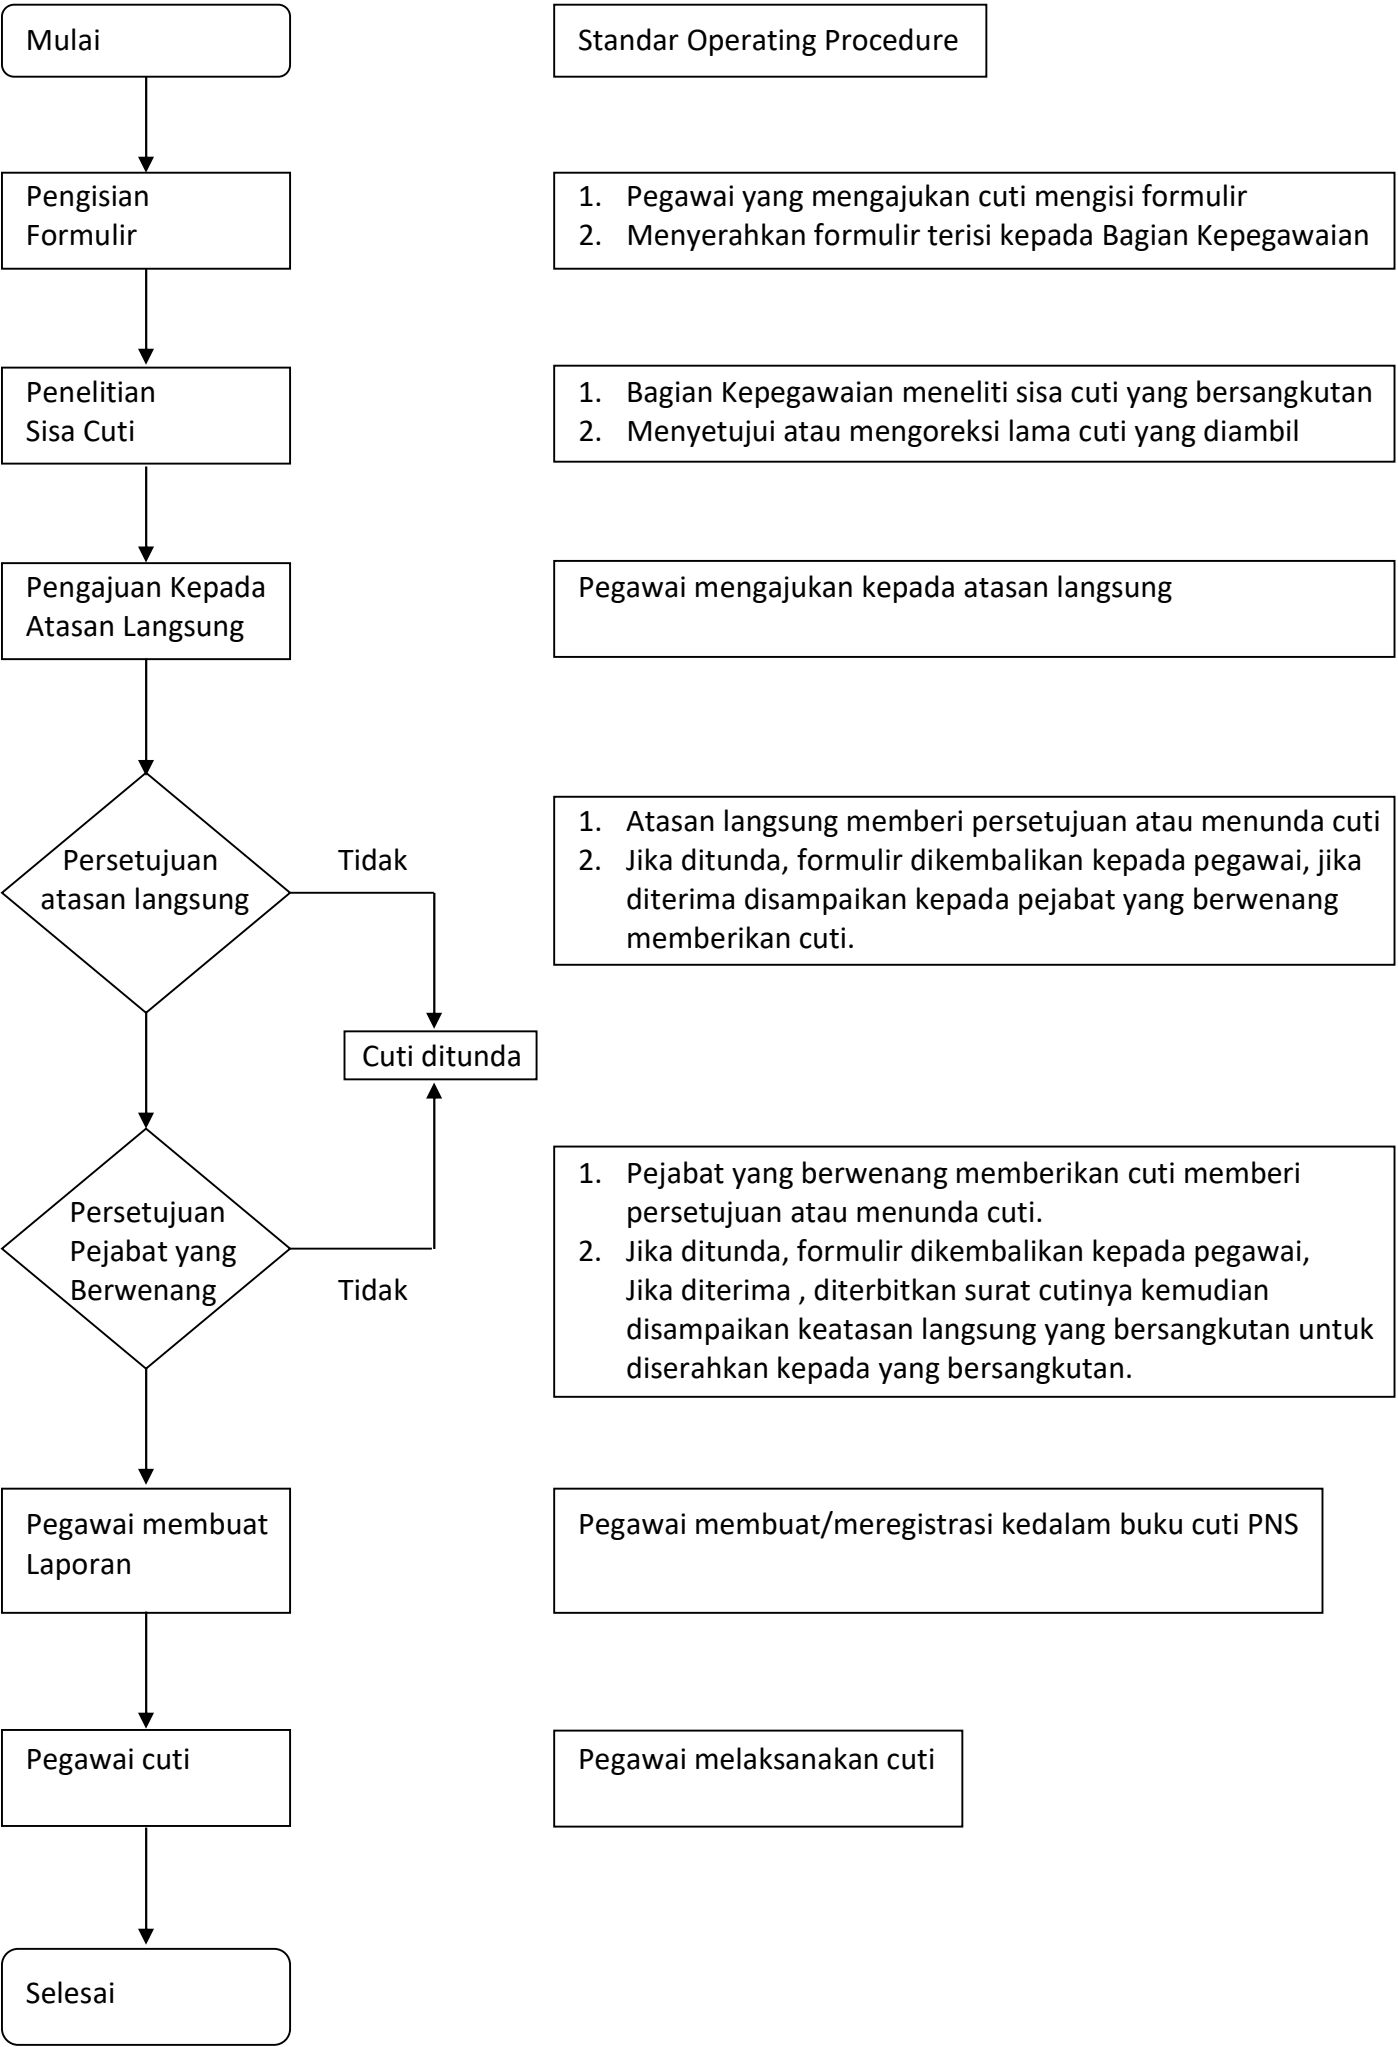 Mulai
Standar Operating Procedure
Pengisian
Formulir
1. Pegawai yang mengajukan cuti mengisi formulir
2. Menyerahkan formulir terisi kepada Bagian Kepegawaian
Penelitian
Sisa Cuti
1. Bagian Kepegawaian meneliti sisa cuti yang bersangkutan
2. Menyetujui atau mengoreksi lama cuti yang diambil
Pengajuan Kepada
Atasan Langsung
Pegawai mengajukan kepada atasan langsung
Persetujuan
atasan langsung
Tidak
1. Atasan langsung memberi persetujuan atau menunda cuti
2. Jika ditunda, formulir dikembalikan kepada pegawai, jika
diterima disampaikan kepada pejabat yang berwenang
memberikan cuti.
Cuti ditunda
Persetujuan
Pejabat yang
Berwenang
Tidak
1. Pejabat yang berwenang memberikan cuti memberi
persetujuan atau menunda cuti.
2. Jika ditunda, formulir dikembalikan kepada pegawai,
Jika diterima , diterbitkan surat cutinya kemudian
disampaikan keatasan langsung yang bersangkutan untuk
diserahkan kepada yang bersangkutan.
Pegawai membuat
Laporan
Pegawai membuat/meregistrasi kedalam buku cuti PNS
Pegawai cuti
Pegawai melaksanakan cuti
Selesai